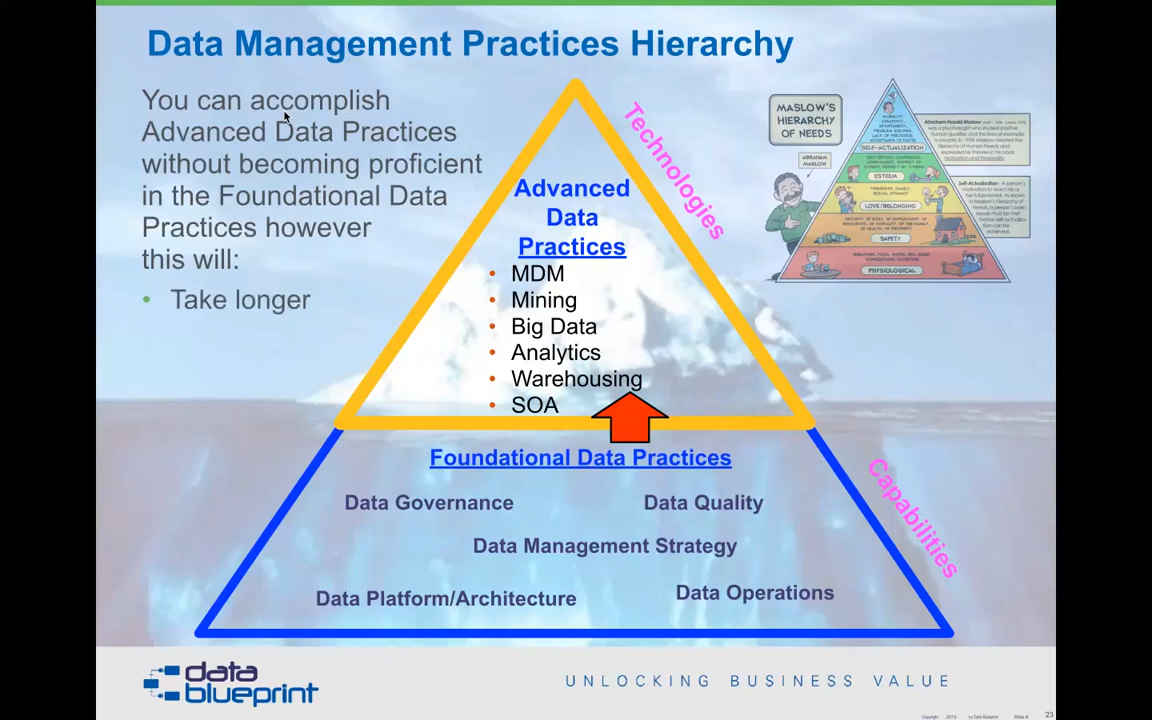 Data Management Practices Hierarchy
You can accomplish
Advanced Data Practices
without becoming proficient
in the Foundational Data
Practices however
this will:
• Take longer
Technologies
Advanced
Data
Practices
• MDM
• Mining
• Big Data
• Analytics
• Warehousing
• SOA
Foundational Data Practices
Data Governance
Data Quality
Data Management Strategy
Data Platform/Architecture
Data Operations
Capabilities
MASLOW'S
HIERARCHY
OF NEEDS
ABRAHAM
MASLOW
SELF-ACTUALIZATION
ESTEEM
LOVE/BELONGING
SAFETY
PHYSIOLOGICAL
data
blueprint
UNLOCKING BUSINESS VALUE
23